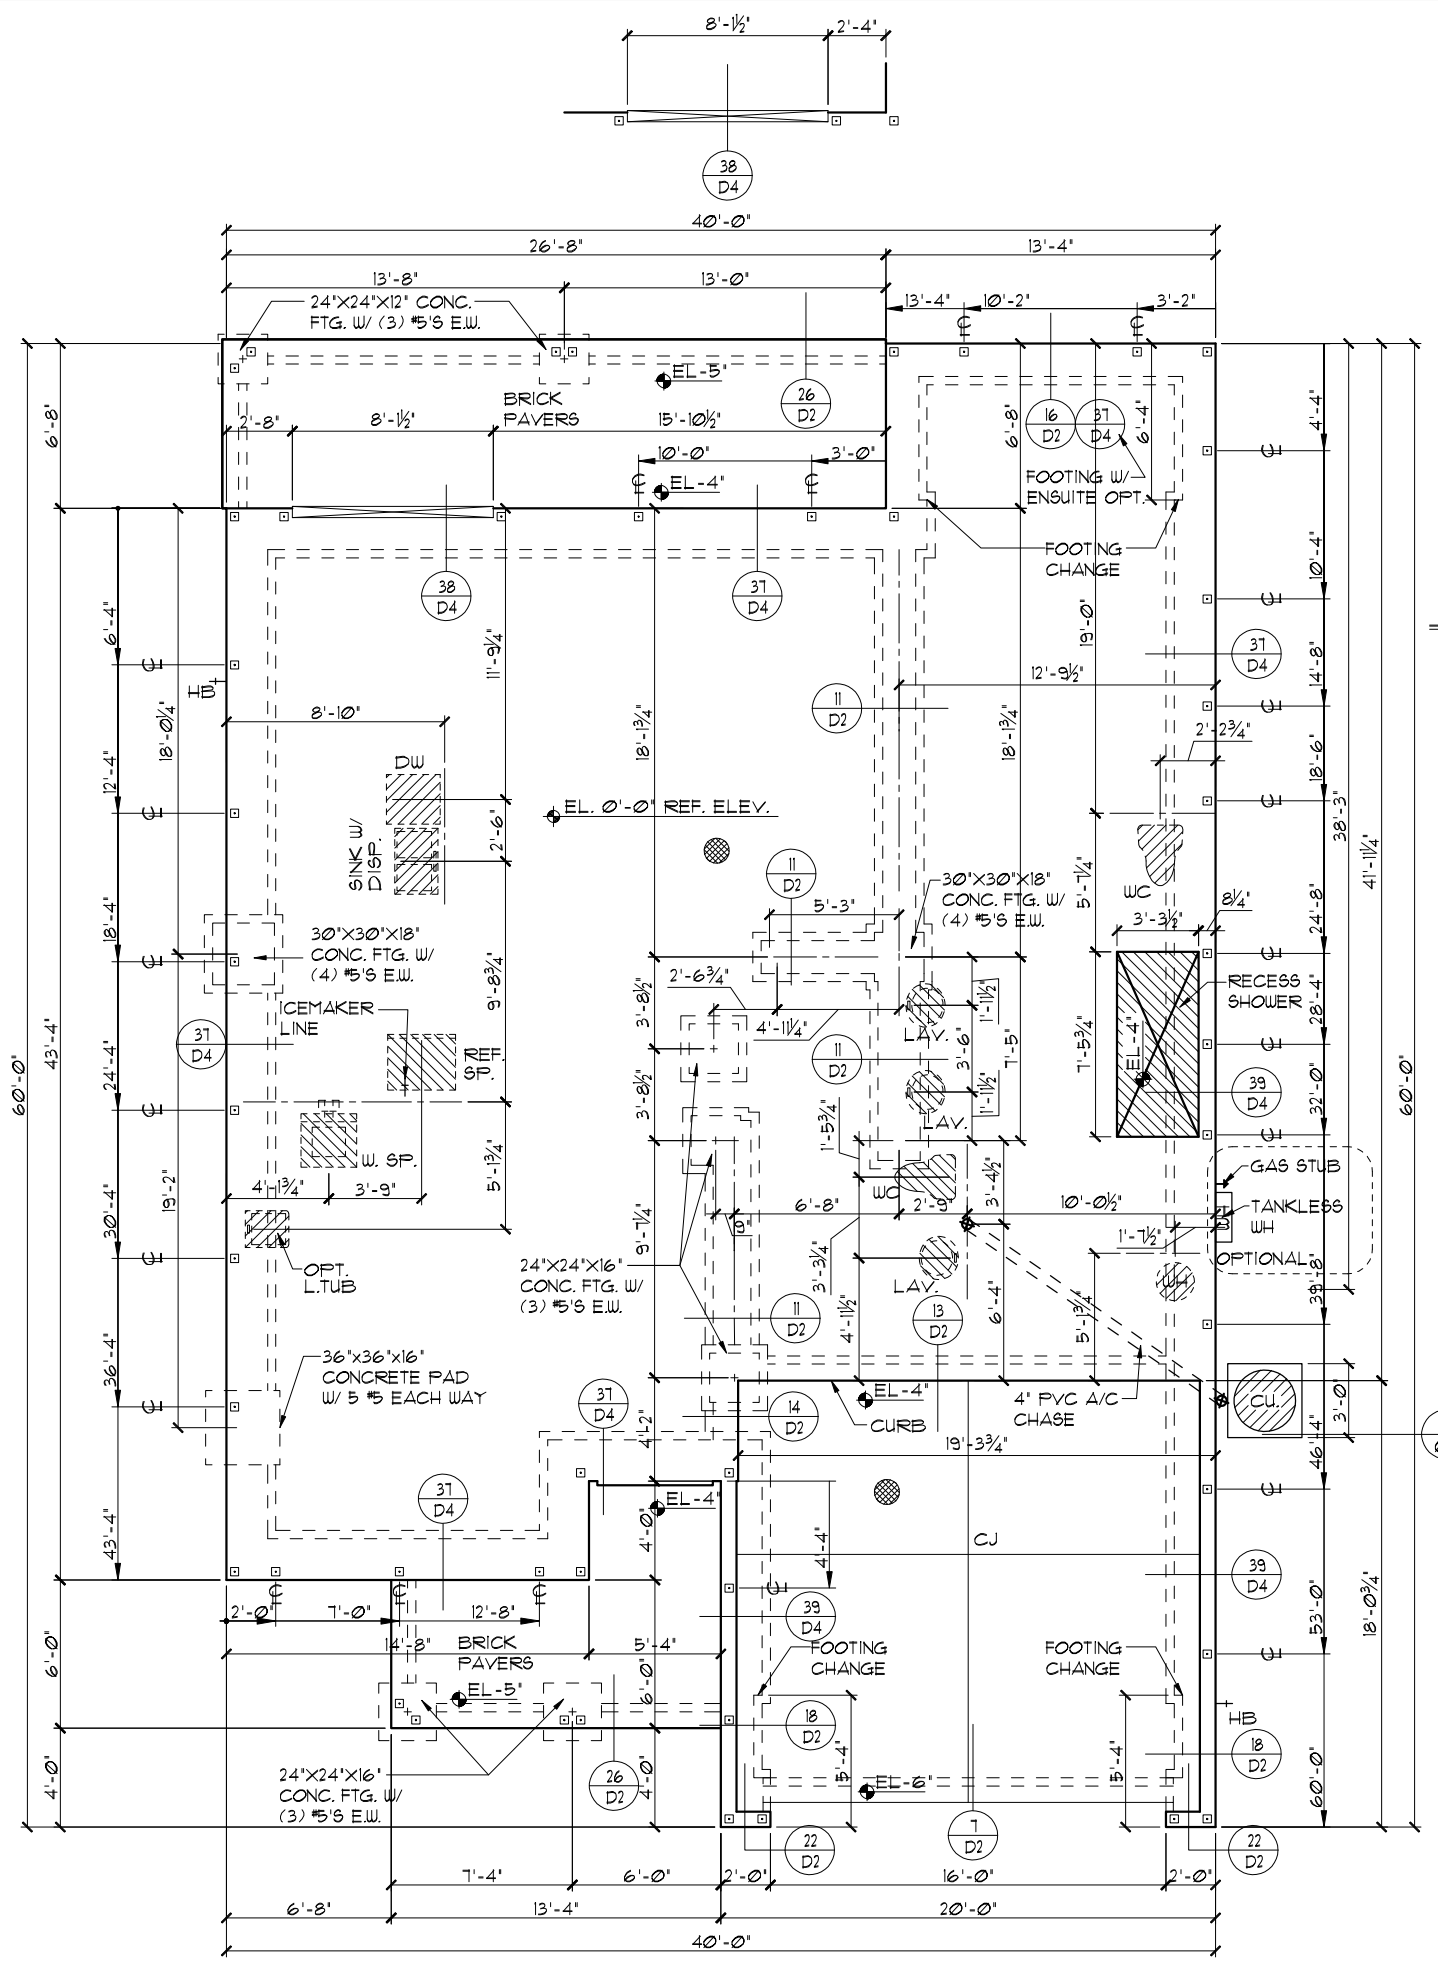 8'-1½"
2'-4"
38
D4
40'-0"
26'-8"
13'-4"
13'-8"
13'-0"
13'-4"
10'-2"
3'-2"
24"X24"X12" CONC.
FTG. W/ (3) #5'S E.W.
EL-5"
BRICK
PAVERS
26
D2
16
D2
37
D4
6'-8"
6'-8"
6'-4"
4'-4"
2'-8"
8'-1½"
15'-10½"
10'-0"
3'-0"
EL-4"
FOOTING W/
ENSUITE OPT.
FOOTING
CHANGE
10'-4"
38
D4
37
D4
6'-4"
HB
11'-9¼"
19'-0"
37
D4
14'-8"
12'-9½"
8'-10"
11
D2
18'-0¼"
18'-1¾"
18'-1¾"
2'-2¾"
12'-4"
DW
18'-6"
38'-3"
41'-11¼"
EL. 0'-0" REF. ELEV.
2'-6"
SINK W/
DISP.
11
D2
30"X30"X18"
CONC. FTG. W/
(4) #5'S E.W.
5'-7¼"
WC
8¼"
5'-3"
3'-3½"
18'-4"
24'-8"
30"X30"X18"
CONC. FTG. W/
(4) #5'S E.W.
9'-8¾"
2'-6¾"
4'-11¼"
1'-11½"
LAV.
RECESS
SHOWER
28'-4"
ICEMAKER
LINE
3'-8½"
3'-6"
7'-5"
7'-5¾"
EL-4"
43'-4"
60'-0"
60'-0"
37
D4
11
D2
REF.
SP.
24'-4"
3'-8½"
1'-11½"
LAV.
39
D4
32'-0"
W. SP.
1'-5¾"
GAS STUB
TANKLESS
WH
4'-1¾"
3'-9"
5'-1¾"
WC
6'-8"
2'-9"
3'-4½"
10'-0½"
19'-2"
30'-4"
9'-7¼"
9"
1'-7½"
OPTIONAL
OPT.
L.TUB
24"X24"X16"
CONC. FTG. W/
(3) #5'S E.W.
3'-3¼"
LAV.
WH
39'-8"
11
D2
13
D2
4'-11½"
6'-4"
5'-1¾"
36'-4"
36"x36"x16"
CONCRETE PAD
W/ 5 #5 EACH WAY
37
D4
14
D2
EL-4"
CURB
4" PVC A/C
CHASE
CU.
3'-0"
4'-2"
19'-3¾"
46'-4"
37
D4
EL-4"
43'-4"
4'-0"
4'-4"
CJ
39
D4
2'-0"
7'-0"
12'-8"
39
D4
53'-0"
18'-0¾"
14'-8"
5'-4"
BRICK
PAVERS
EL-5"
6'-0"
6'-0"
FOOTING
CHANGE
FOOTING
CHANGE
HB
18
D2
18
D2
24"X24"X16"
CONC. FTG. W/
(3) #5'S E.W.
26
D2
4'-0"
4'-0"
5'-4"
EL-6"
5'-4"
60'-0"
22
D2
7
D2
22
D2
7'-4"
6'-0"
2'-0"
16'-0"
2'-0"
6'-8"
13'-4"
20'-0"
40'-0"